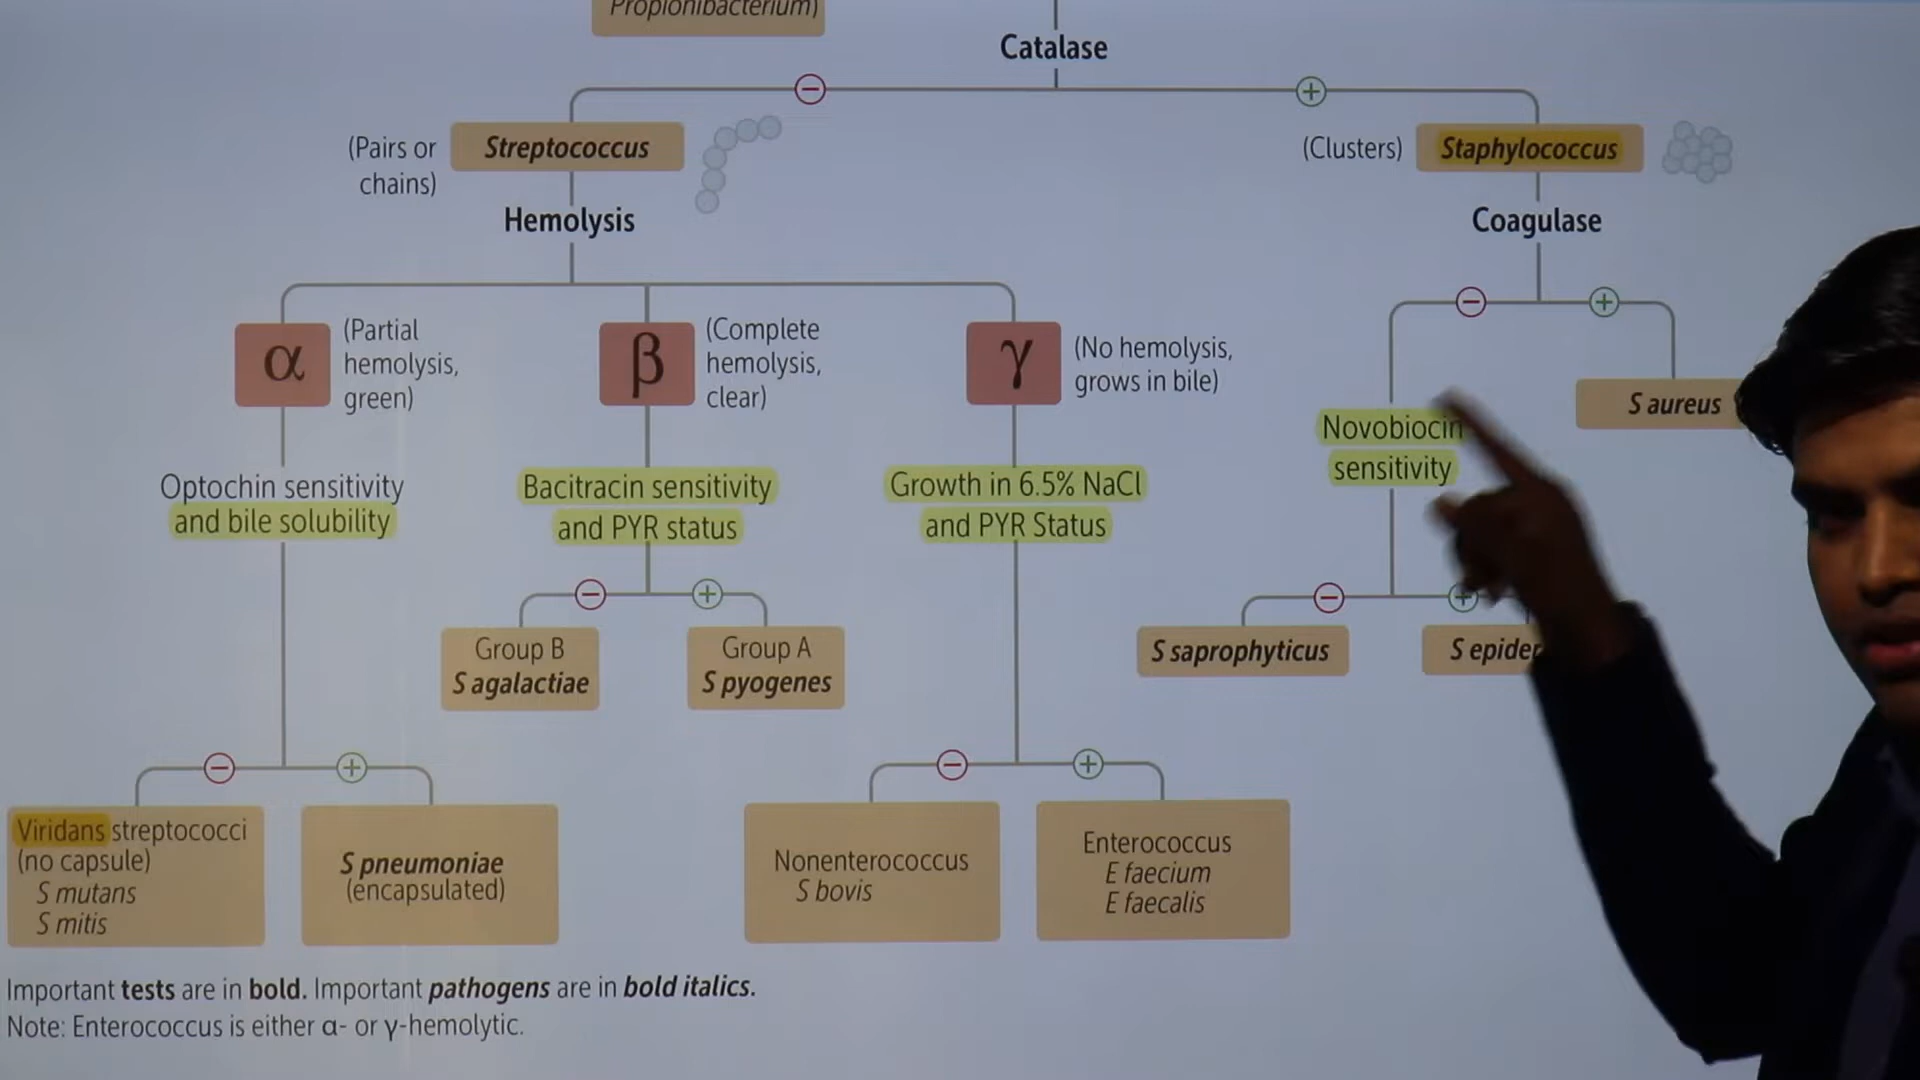 Propionibacterium)
Catalase
(Pairs or
chains)
Streptococcus
(Clusters)
Staphylococcus
Hemolysis
Coagulase
α
(Partial
hemolysis,
green)
β
(Complete
hemolysis,
clear)
γ
(No hemolysis,
grows in bile)
S aureus
Novobiocin
sensitivity
Optochin sensitivity
and bile solubility
Bacitracin sensitivity
and PYR status
Growth in 6.5% NaCl
and PYR Status
Group B
S agalactiae
Group A
S pyogenes
S saprophyticus
S epider
Viridans streptococci
(no capsule)
S mutans
S mitis
S pneumoniae
(encapsulated)
Nonenterococcus
S bovis
Enterococcus
E faecium
E faecalis
Important tests are in bold. Important pathogens are in bold italics.
Note: Enterococcus is either α- or γ-hemolytic.